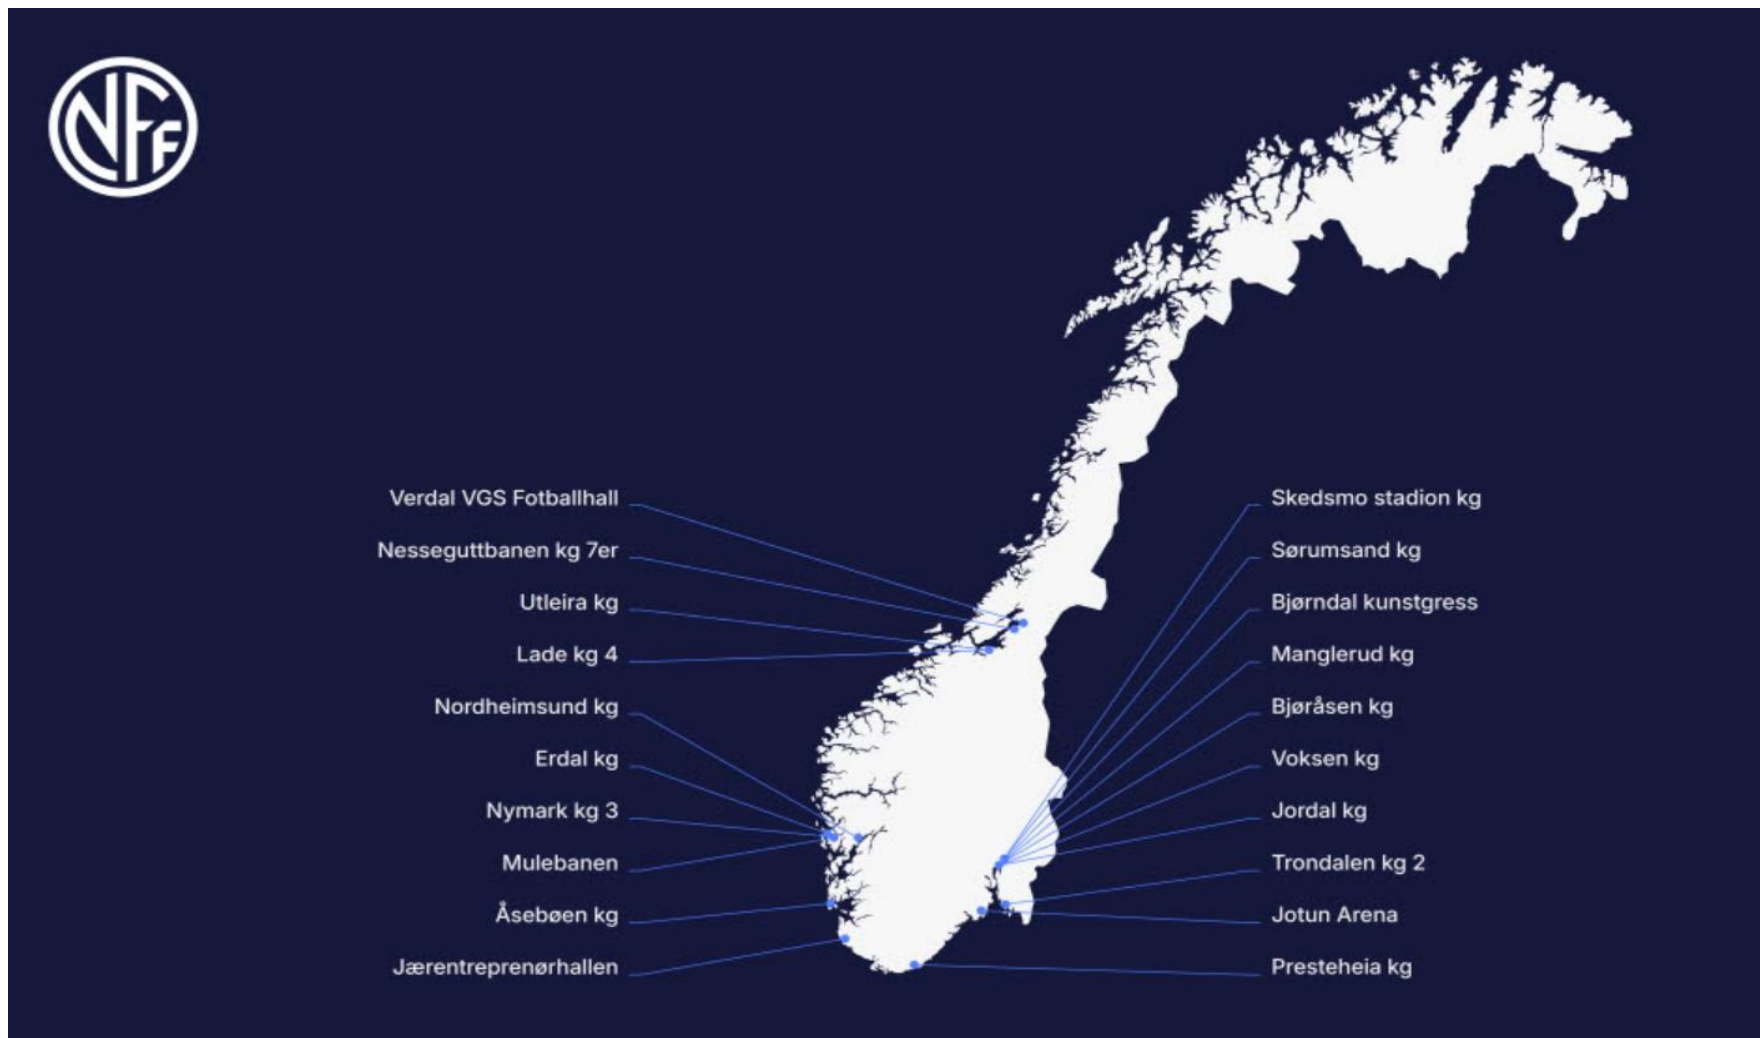 NFF
Verdal VGS Fotballhall
Nesseguttbanen kg 7er
Utleira kg
Lade kg 4
Nordheimsund kg
Erdal kg
Nymark kg 3
Mulebanen
Åsebøen kg
Jærentreprenørhallen
Skedsmo stadion kg
Sørumsand kg
Bjørndal kunstgress
Manglerud kg
Bjøråsen kg
Voksen kg
Jordal kg
Trondalen kg 2
Jotun Arena
Presteheia kg